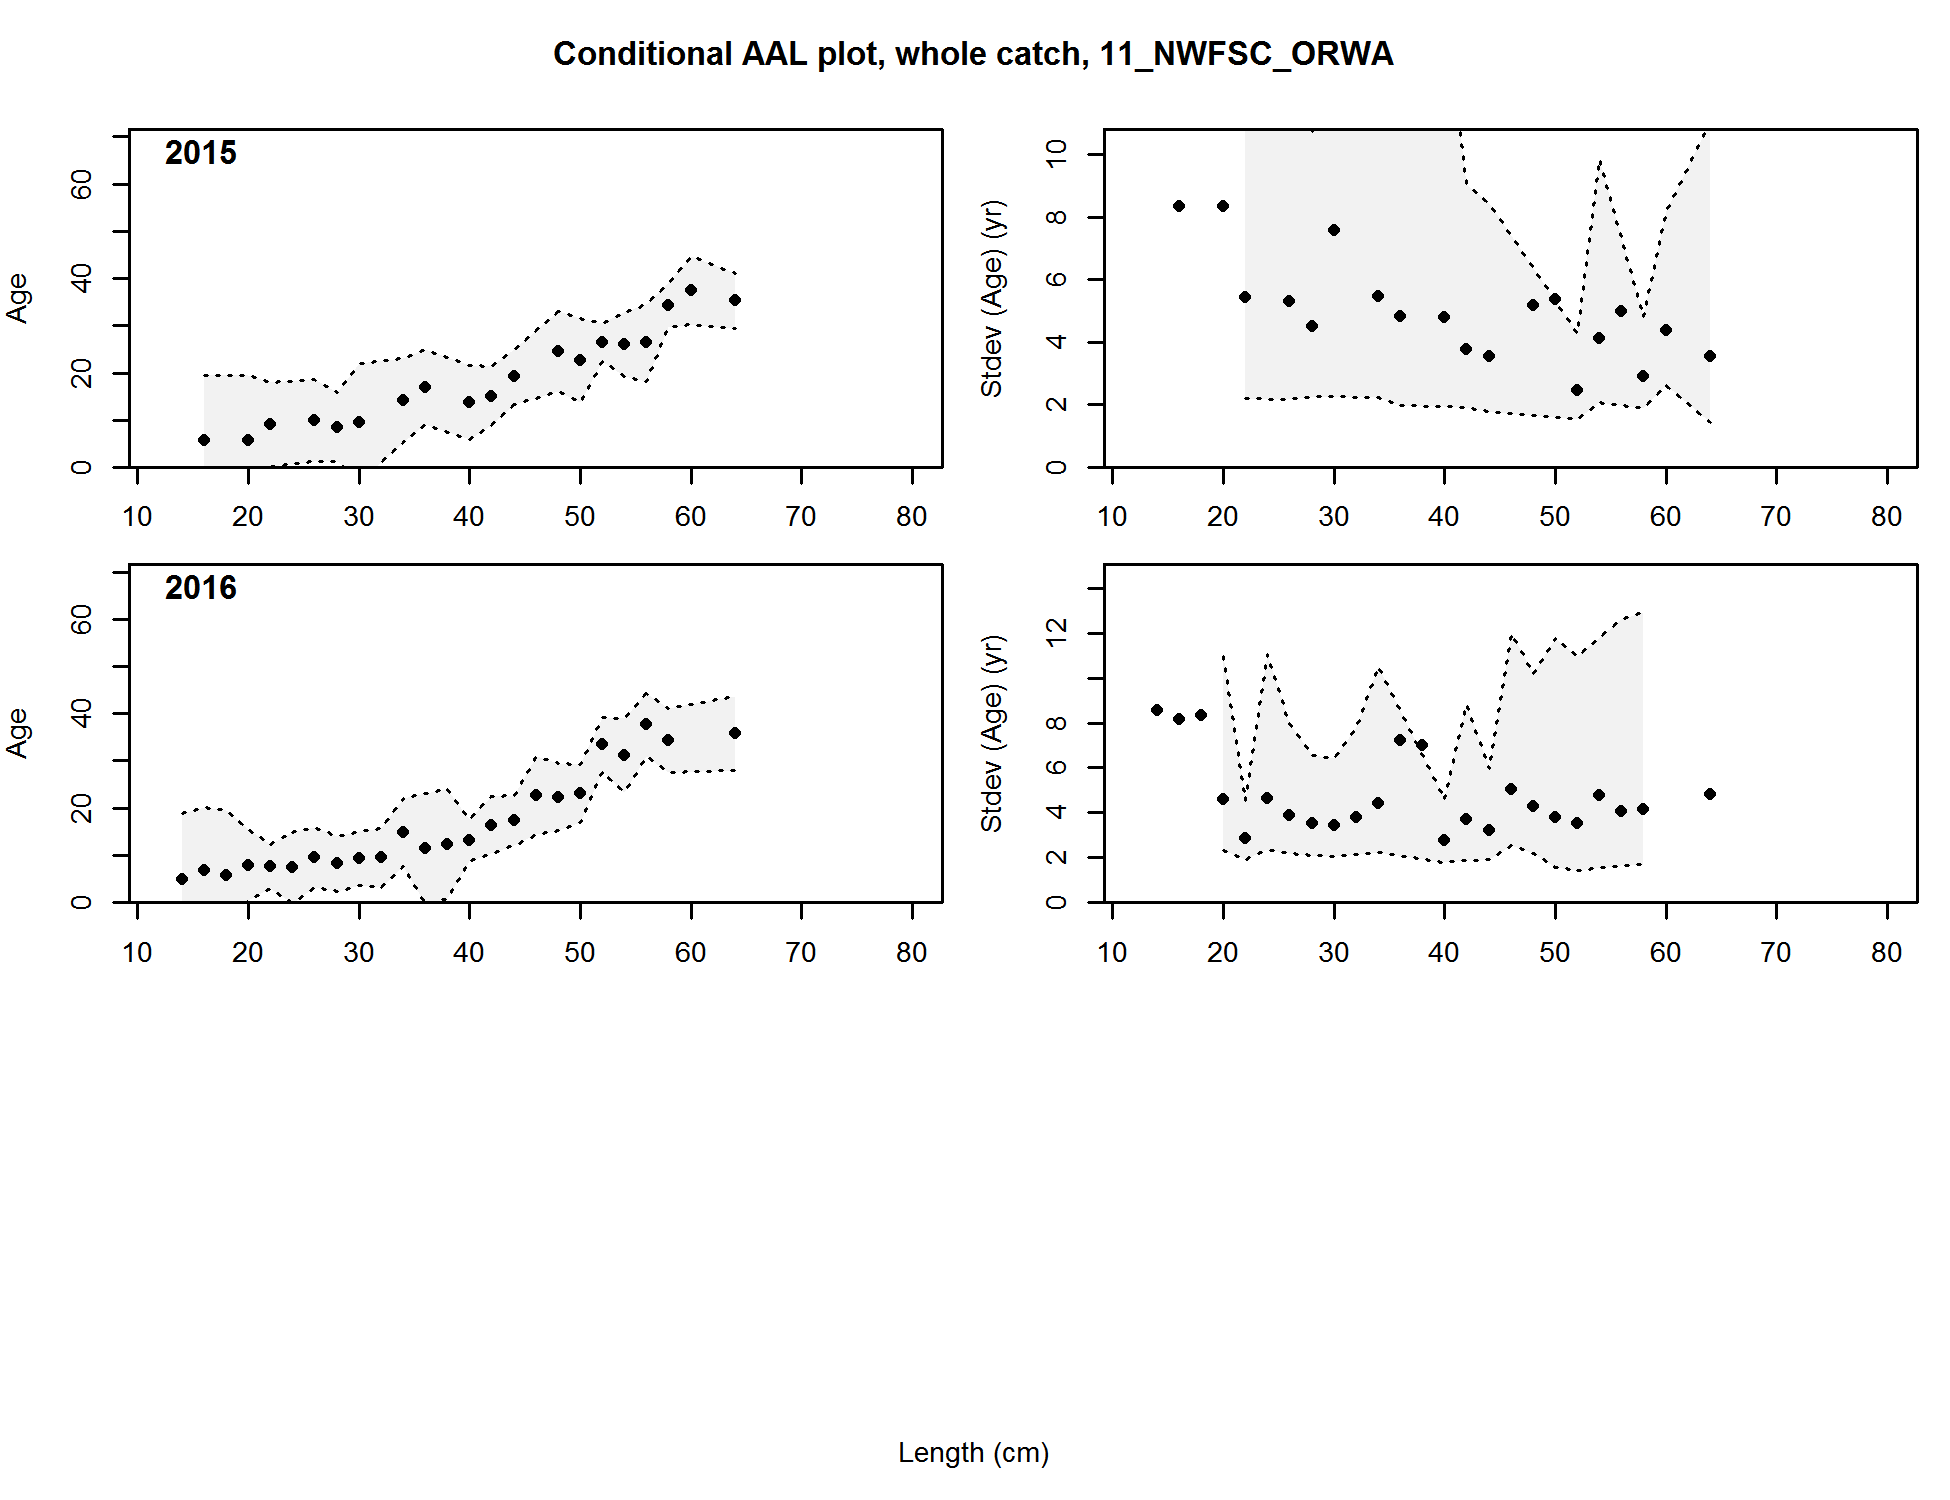 Conditional AAL plot, whole catch, 11_NWFSC_ORWA
2015
Age
0 20 40 60
10 20 30 40 50 60 70 80
Stdev (Age) (yr)
0 2 4 6 8 10
10 20 30 40 50 60 70 80
2016
Age
0 20 40 60
10 20 30 40 50 60 70 80
Stdev (Age) (yr)
0 2 4 6 8 12
10 20 30 40 50 60 70 80
Length (cm)